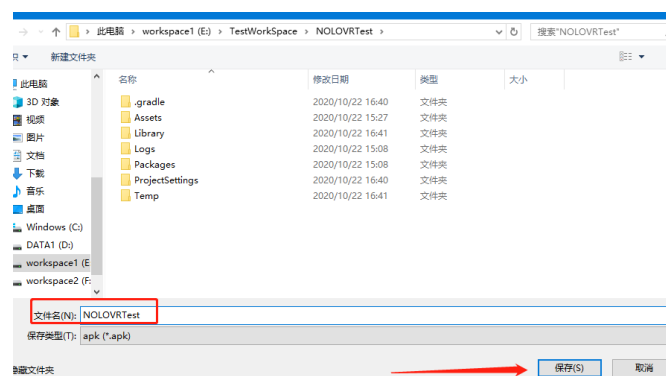 此电脑 › workspace1 (E:) › TestWorkSpace › NOLOVRTest ›
搜索"NOLOVRTest"
新建文件夹
名称 修改日期 类型 大小
此电脑
3D 对象
视频
图片
文档
下载
音乐
桌面
Windows (C:)
DATA1 (D:)
workspace1 (E
workspace2 (F:
.gradle 2020/10/22 16:40 文件夹
Assets 2020/10/22 15:27 文件夹
Library 2020/10/22 16:41 文件夹
Logs 2020/10/22 15:08 文件夹
Packages 2020/10/22 15:08 文件夹
ProjectSettings 2020/10/22 16:40 文件夹
Temp 2020/10/22 16:41 文件夹
文件名(N): NOLOVRTest
保存类型(T): apk (*.apk)
隐藏文件夹
保存(S) 取消